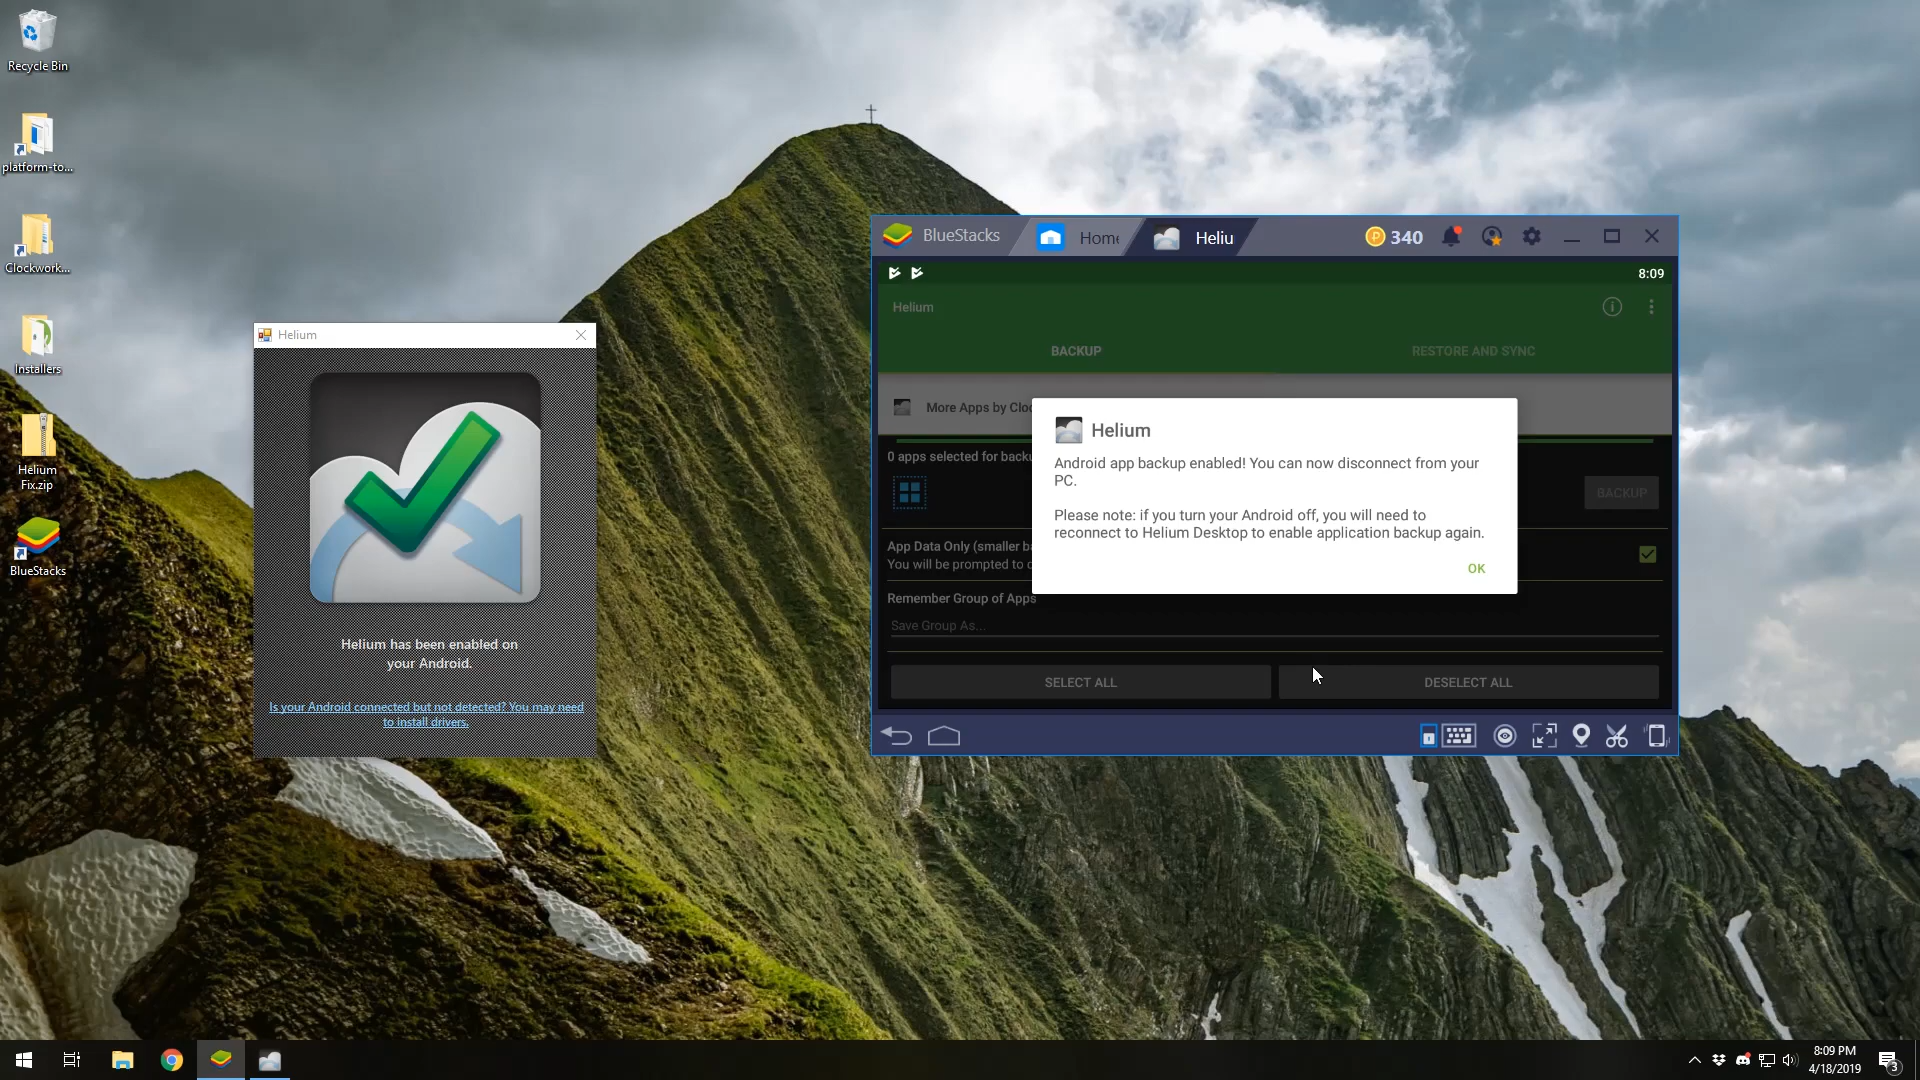 Recycle Bin
platform-to...
Clockwork...
Installers
Helium
Fix.zip
BlueStacks
Helium
Helium has been enabled on
your Android.
Is your Android connected but not detected? You may need
to install drivers.
BlueStacks
Home
Heliu
P 340
8:09
Helium
BACKUP
RESTORE AND SYNC
More Apps by Cloc
0 apps selected for backu
BACKUP
App Data Only (smaller ba
You will be prompted to d
Remember Group of Apps
Save Group As...
SELECT ALL
DESELECT ALL
Helium
Android app backup enabled! You can now disconnect from your
PC.
Please note: if you turn your Android off, you will need to
reconnect to Helium Desktop to enable application backup again.
OK
8:09 PM
4/18/2019
3